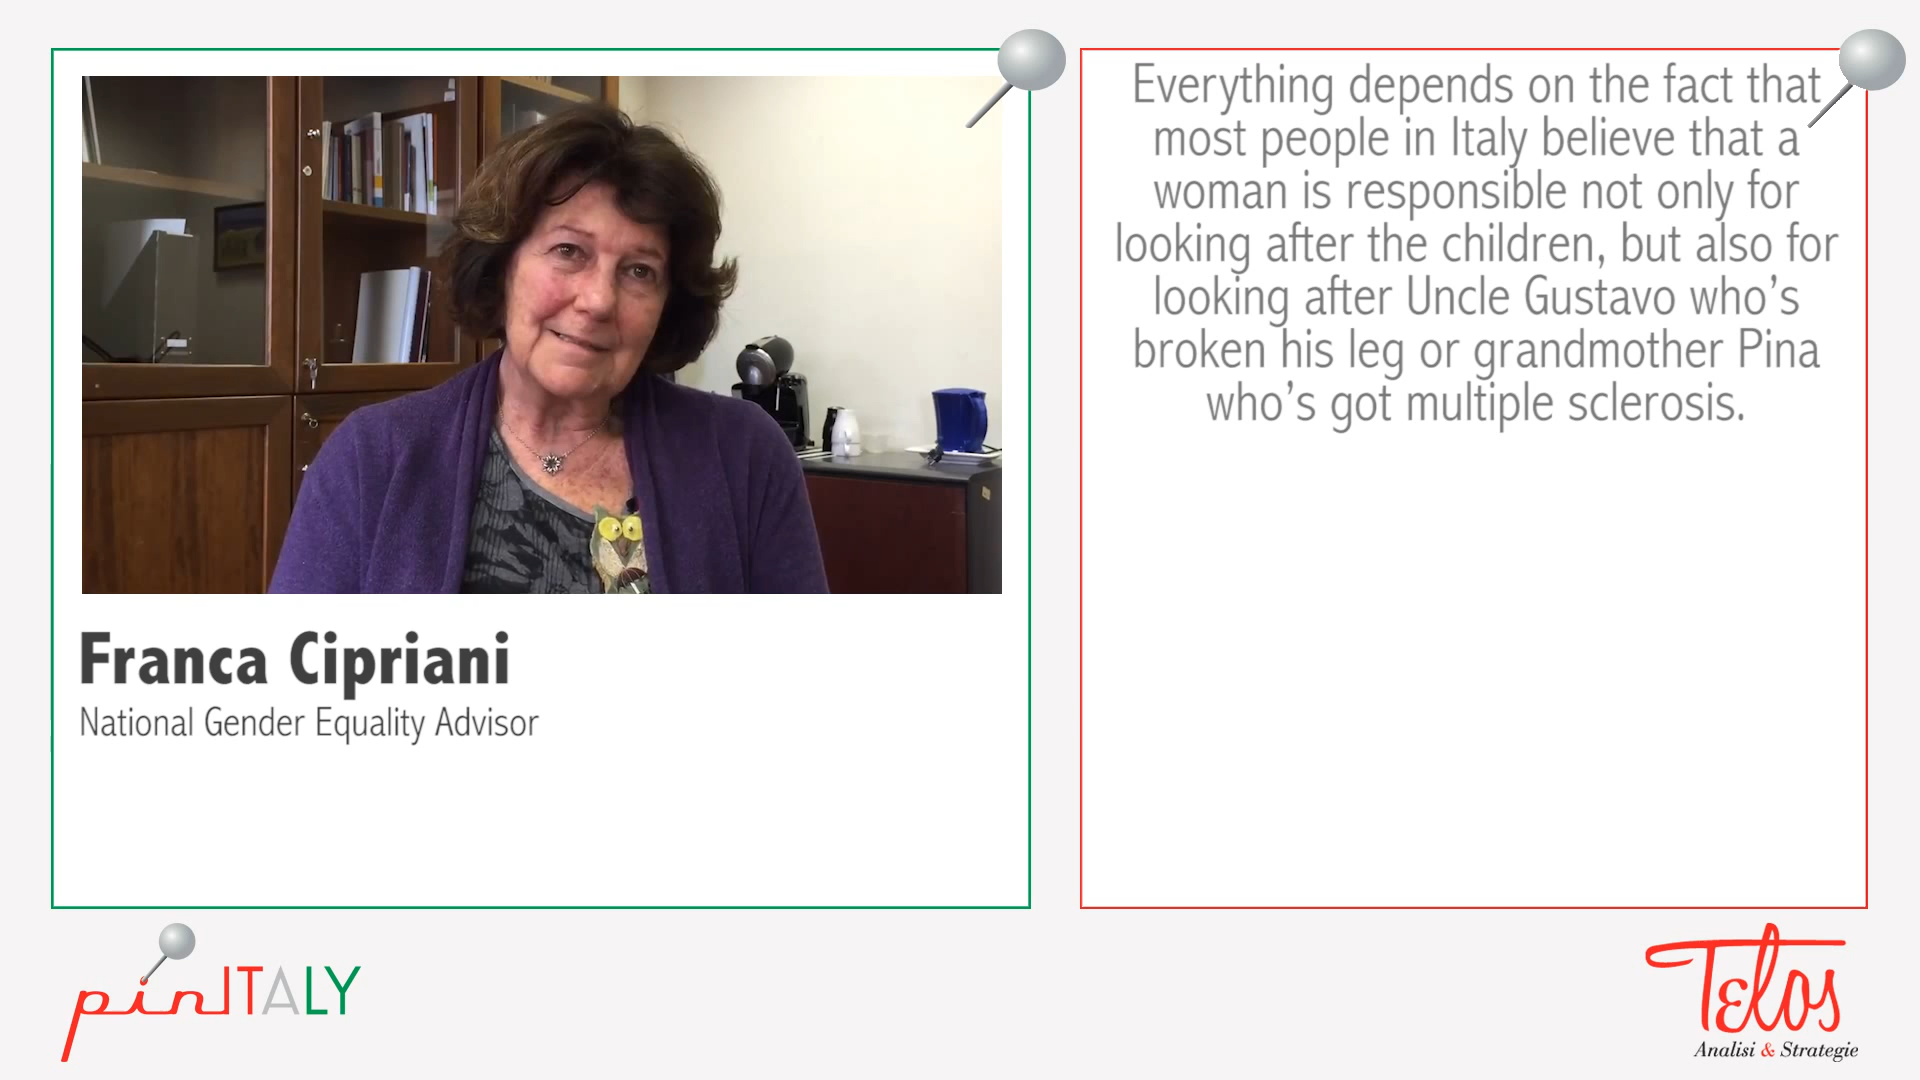 Everything depends on the fact that
most people in Italy believe that a
woman is responsible not only for
looking after the children, but also for
looking after Uncle Gustavo who's
broken his leg or grandmother Pina
who's got multiple sclerosis.
Franca Cipriani
National Gender Equality Advisor
pinITALY
Telos
Analisi & Strategie